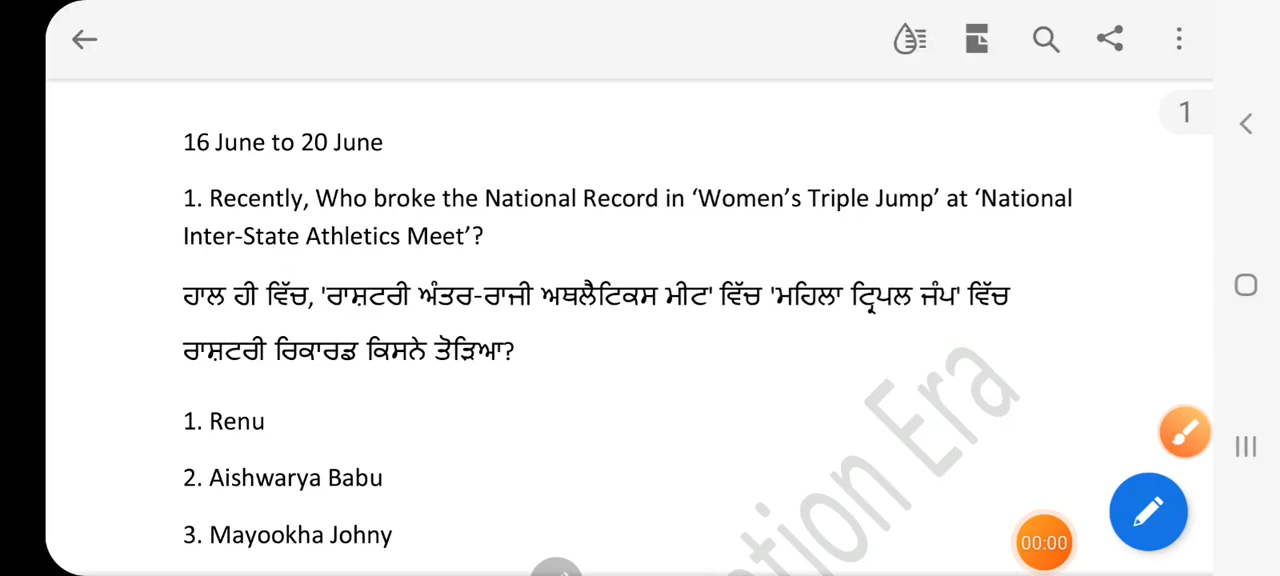 1
16 June to 20 June
1. Recently, Who broke the National Record in ‘Women’s Triple Jump’ at ‘National
Inter-State Athletics Meet’?
ਹਾਲ ਹੀ ਵਿੱਚ, 'ਰਾਸ਼ਟਰੀ ਅੰਤਰ-ਰਾਜੀ ਅਥਲੈਟਿਕਸ ਮੀਟ' ਵਿੱਚ 'ਮਹਿਲਾ ਟ੍ਰਿਪਲ ਜੰਪ' ਵਿੱਚ
ਰਾਸ਼ਟਰੀ ਰਿਕਾਰਡ ਕਿਸਨੇ ਤੋੜਿਆ?
1. Renu
2. Aishwarya Babu
3. Mayookha Johny
Era
00:00